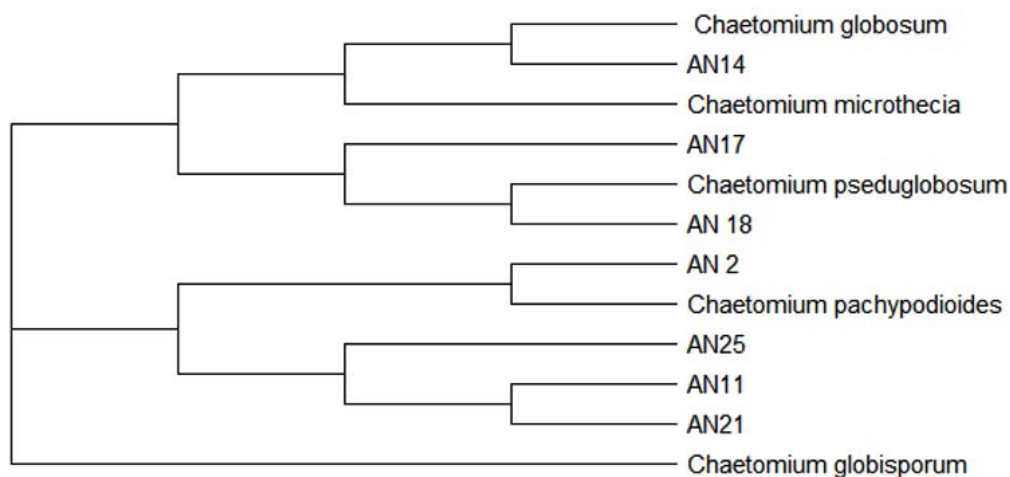 Chaetomium globosum
AN14
Chaetomium microthecia
AN17
Chaetomium pseduglobosum
AN 18
AN 2
Chaetomium pachypodioides
AN25
AN11
AN21
Chaetomium globisporum